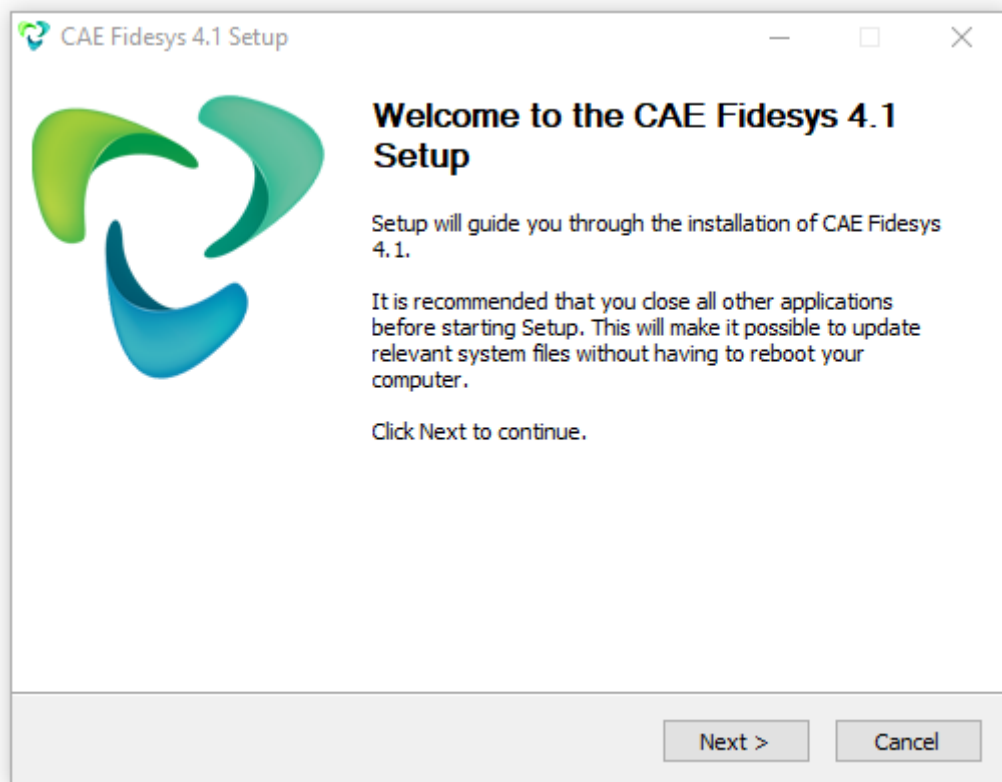 CAE Fidesys 4.1 Setup
Welcome to the CAE Fidesys 4.1
Setup
Setup will guide you through the installation of CAE Fidesys
4.1.
It is recommended that you close all other applications
before starting Setup. This will make it possible to update
relevant system files without having to reboot your
computer.
Click Next to continue.
Next >
Cancel